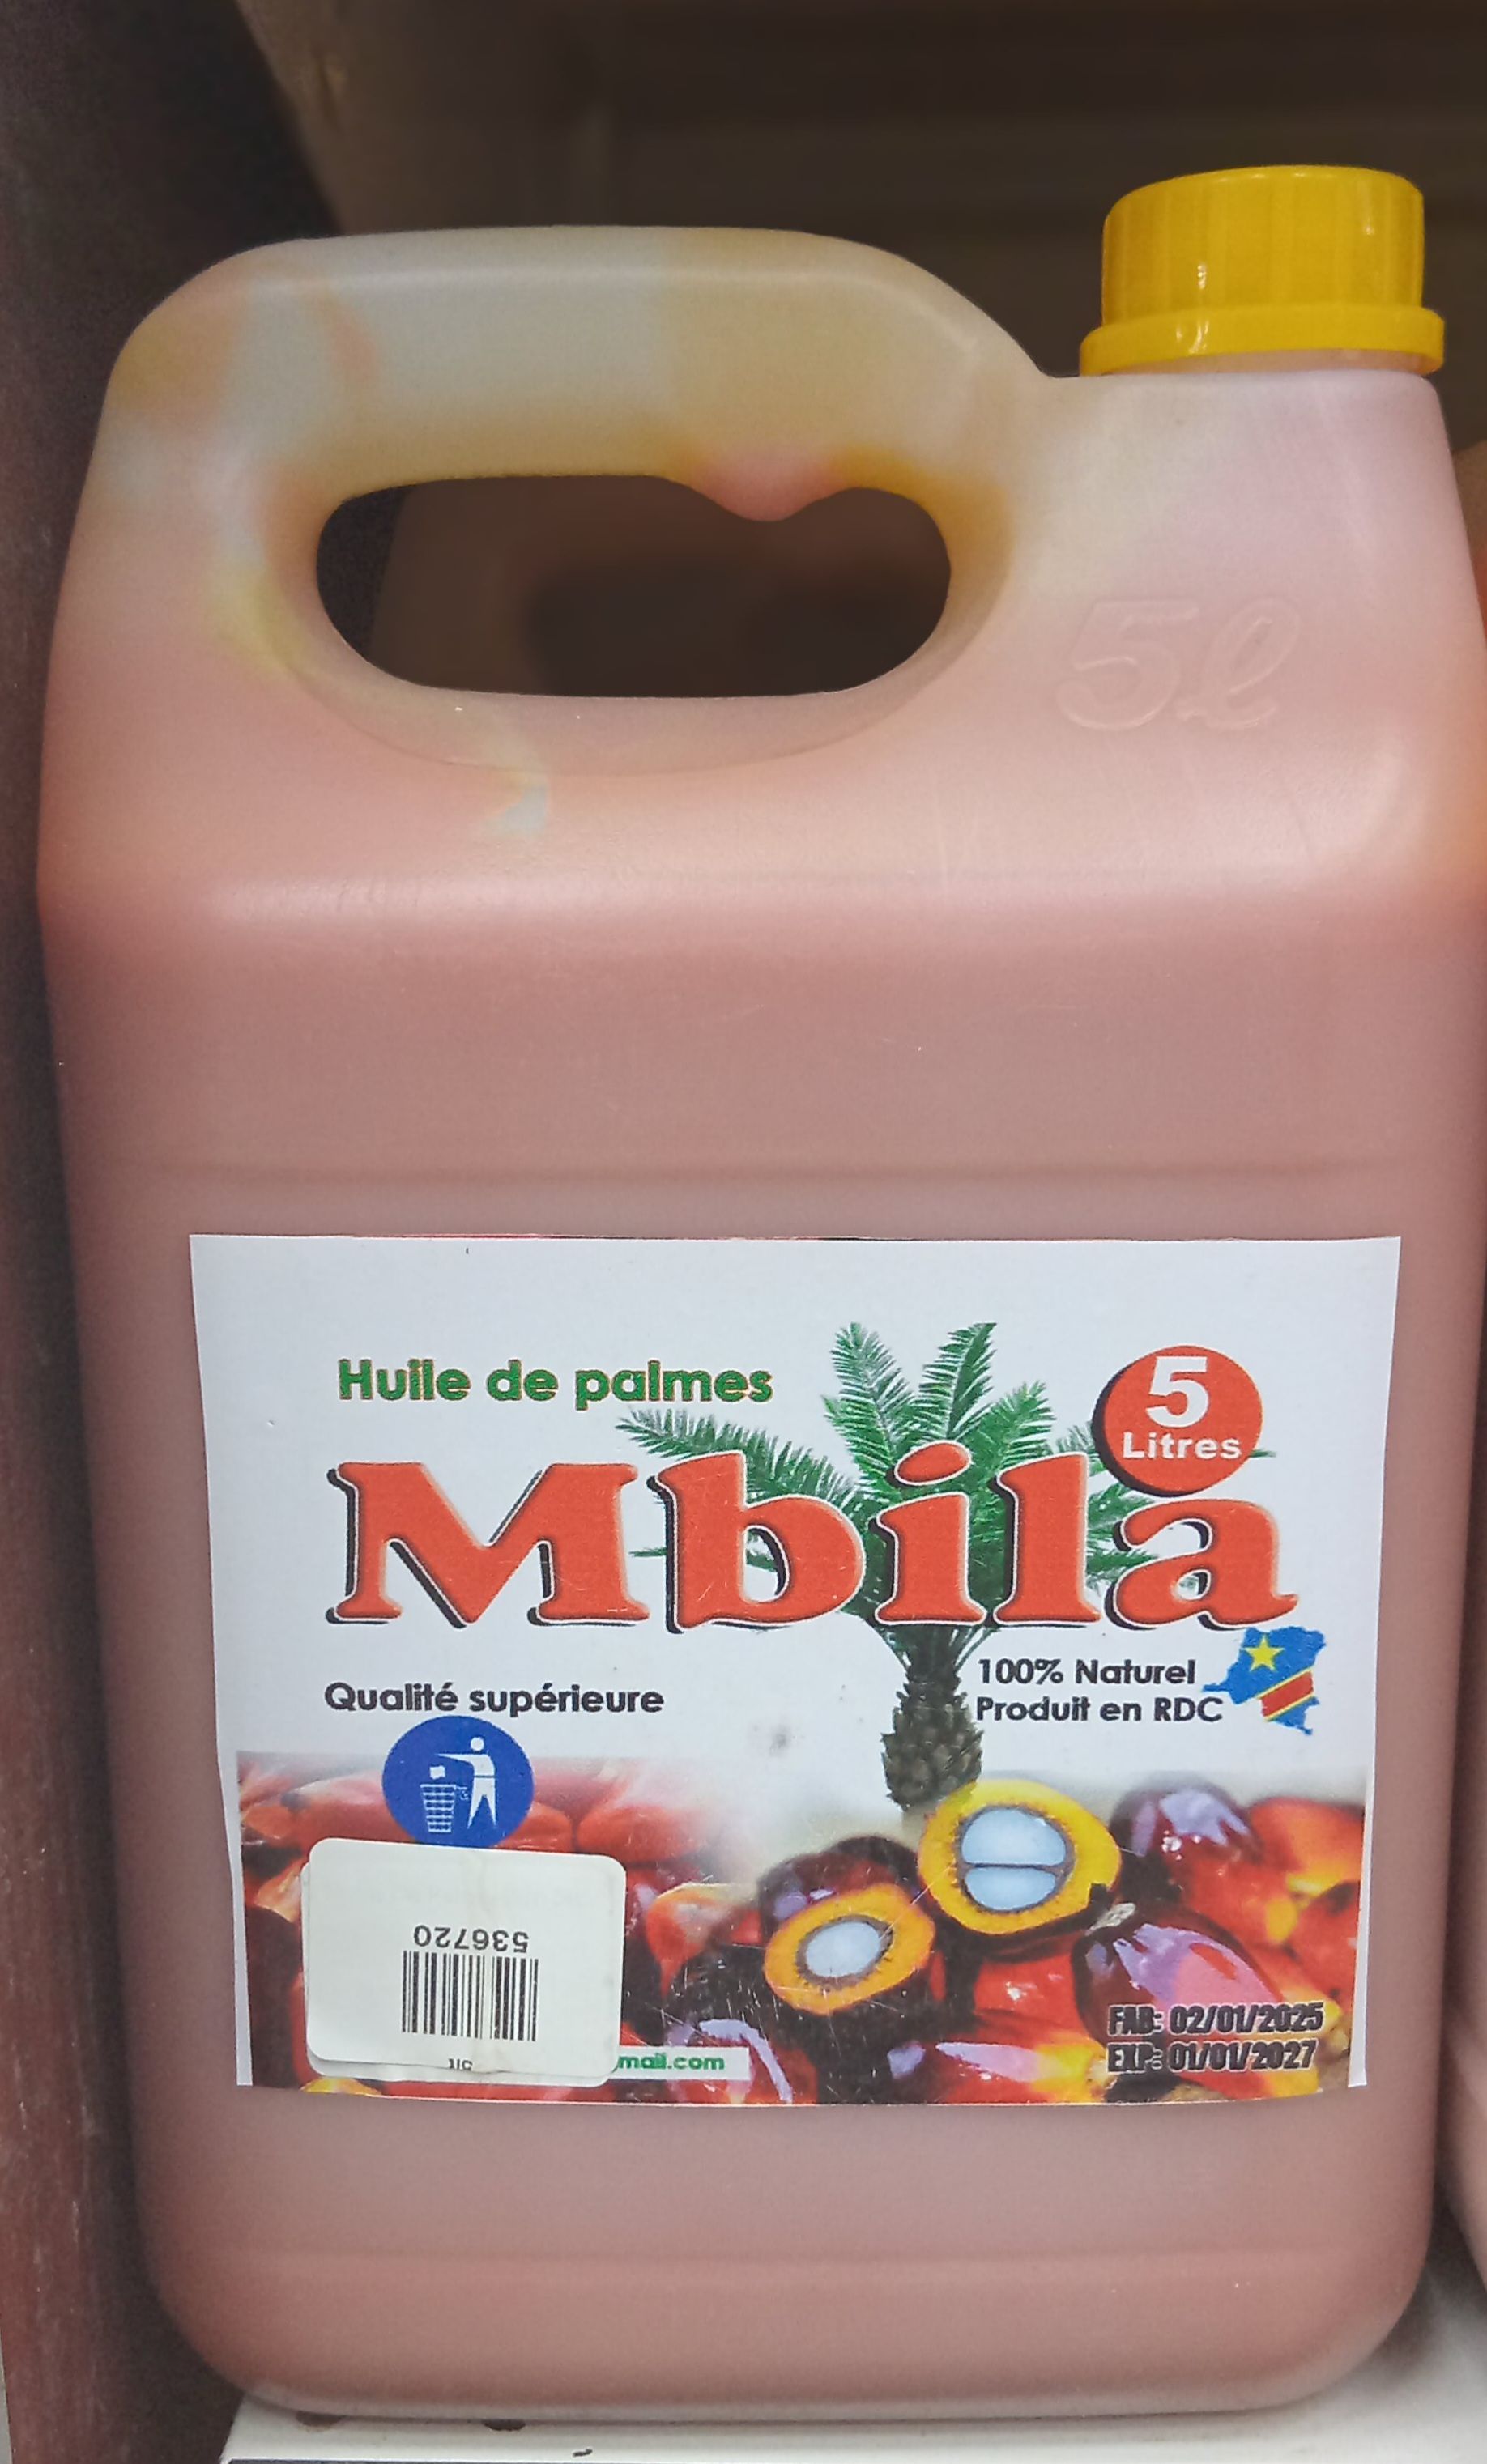 5l
Huile de palmes
5
Litres
Mbila
100% Naturel
Produit en RDC
Qualité supérieure
536720
mail.com
FAB: 02/01/2025
EXP: 01/01/2027